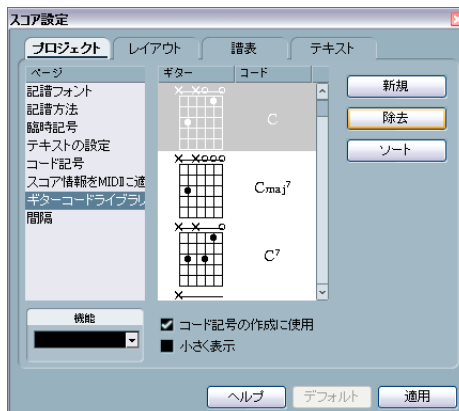 スコア設定
プロジェクト レイアウト 譜表 テキスト
ページ
記譜フォント
記譜方法
臨時記号
テキストの設定
コード記号
スコア情報をMIDIに適
ギターコードライブラリ
間隔
機能
ギター コード
X X O O
C
X X O O O
Cmaj7
X X O
C7
X
新規
除去
ソート
コード記号の作成に使用
小さく表示
ヘルプ デフォルト 適用